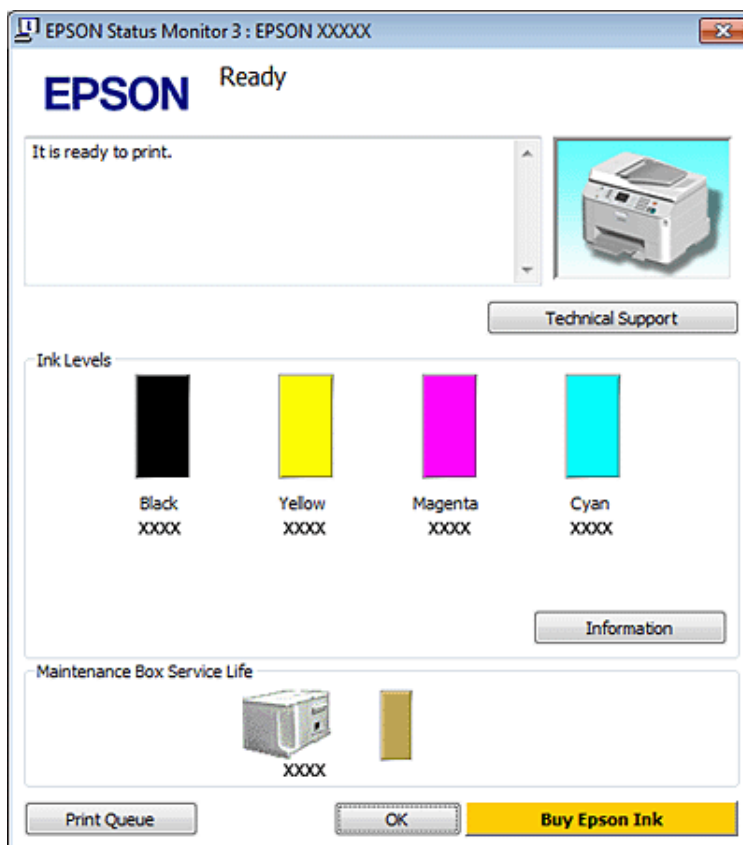 EPSON Status Monitor 3 : EPSON XXXXX
EPSON
Ready
It is ready to print.
Technical Support
Ink Levels
Black Yellow Magenta Cyan
XXXX XXXX XXXX XXXX
Information
Maintenance Box Service Life
XXXX
Print Queue OK Buy Epson Ink